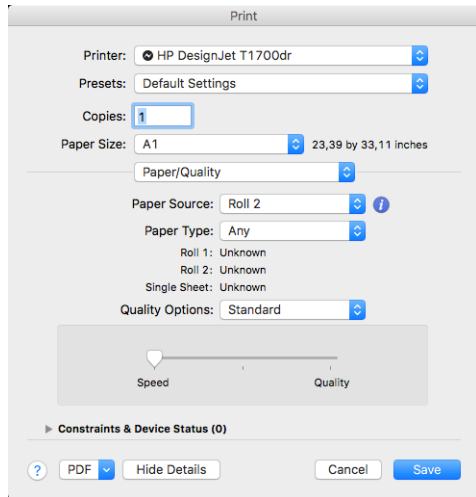 Print
Printer: HP DesignJet T1700dr
Presets: Default Settings
Copies: 1
Paper Size: A1 23,39 by 33,11 inches
Paper/Quality
Paper Source: Roll 2 i
Paper Type: Any
Roll 1: Unknown
Roll 2: Unknown
Single Sheet: Unknown
Quality Options: Standard
Speed Quality
Constraints & Device Status (0)
? PDF Hide Details Cancel Save